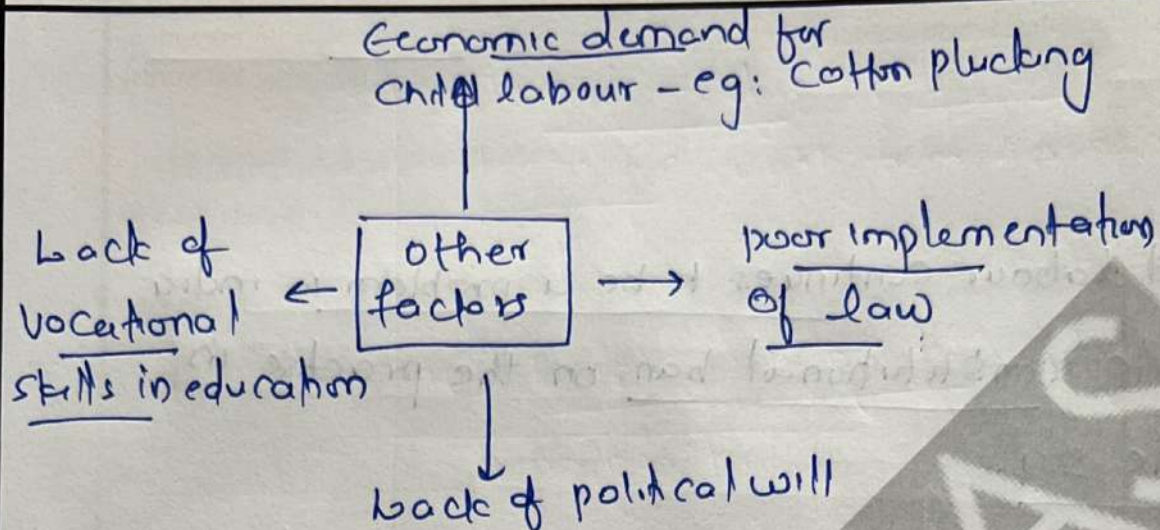 Economic demand for
child labour - eg: Cotton plucking
Lack of
vocational
skills in education
other
factors
poor implementation
of law
Lack of political will